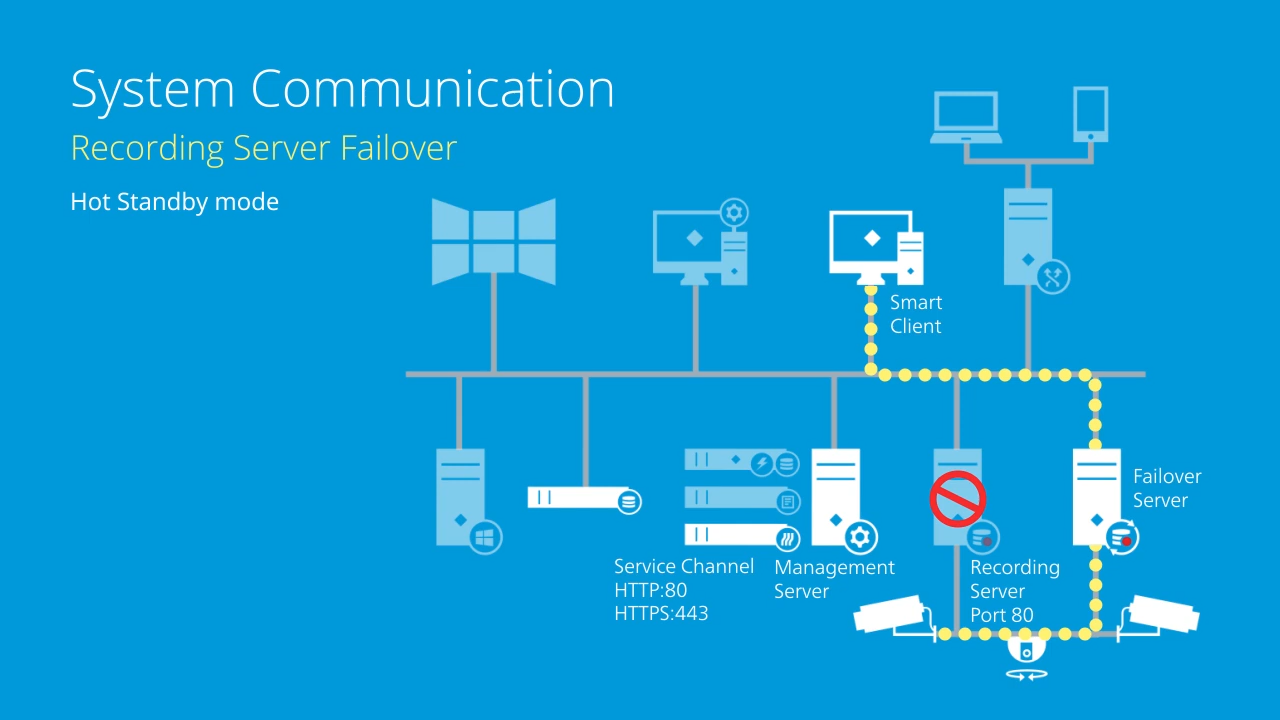 System Communication
Recording Server Failover
Hot Standby mode
Smart
Client
Failover
Server
Service Channel
HTTP:80
HTTPS:443
Management
Server
Recording
Server
Port 80